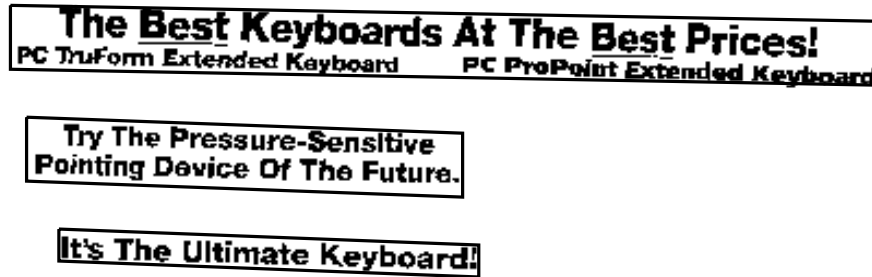 The Best Keyboards At The Best Prices!
PC TruForm Extended Keyboard PC ProPoint Extended Keyboard
Try The Pressure-Sensitive
Pointing Device Of The Future.
It's The Ultimate Keyboard!